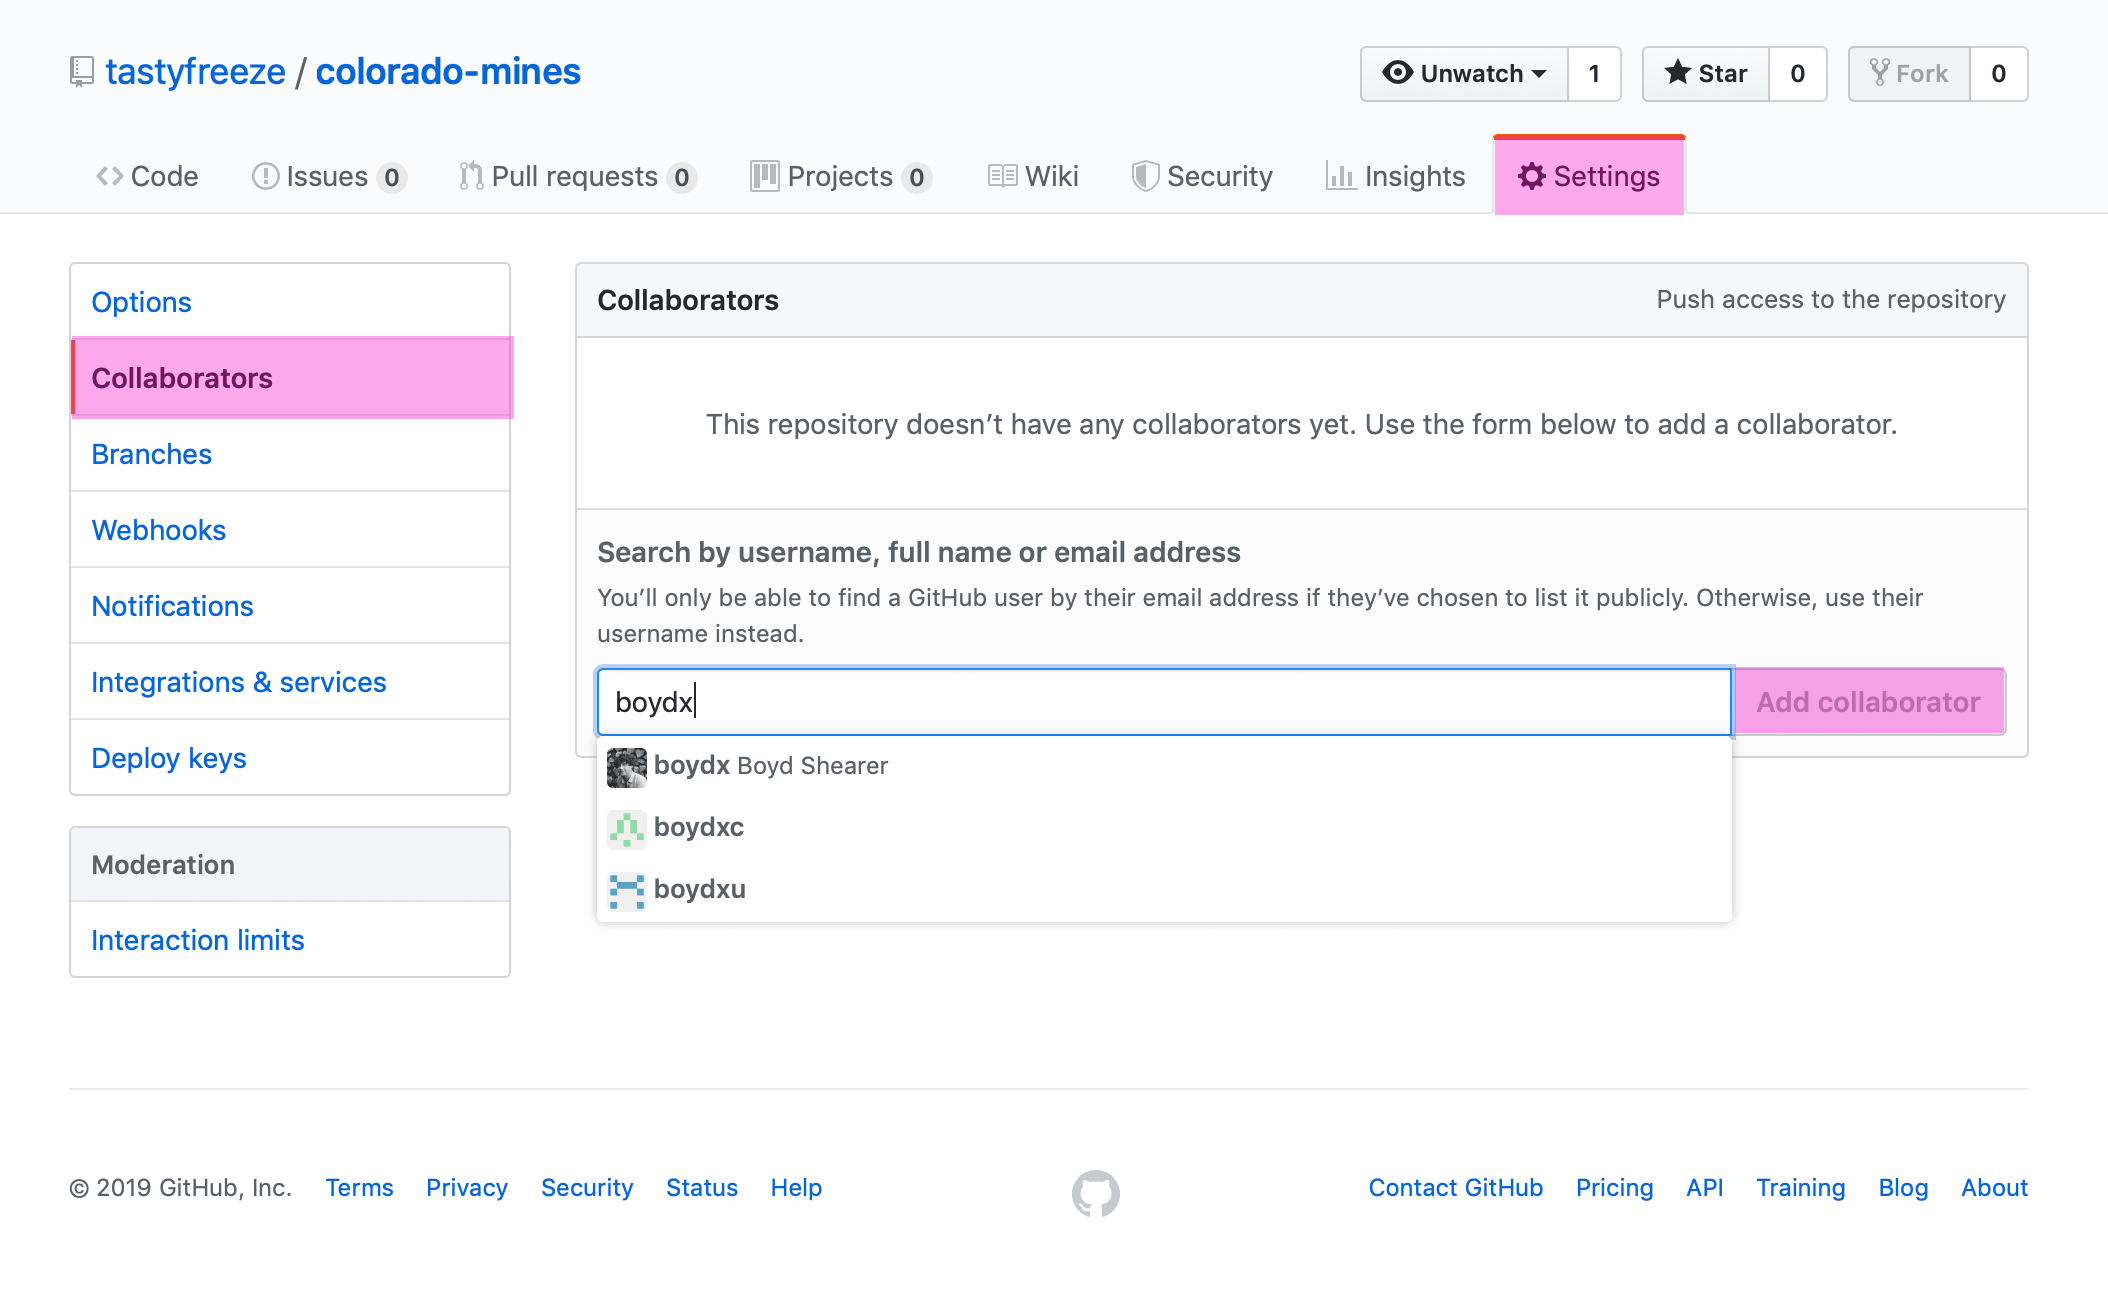 tastyfreeze / colorado-mines
Unwatch 1 Star 0 Fork 0
Code Issues 0 Pull requests 0 Projects 0 Wiki Security Insights Settings
Options
Collaborators
Branches
Webhooks
Notifications
Integrations & services
Deploy keys
Moderation
Interaction limits
Collaborators Push access to the repository
This repository doesn’t have any collaborators yet. Use the form below to add a collaborator.
Search by username, full name or email address
You’ll only be able to find a GitHub user by their email address if they’ve chosen to list it publicly. Otherwise, use their
username instead.
boydx Add collaborator
boydx Boyd Shearer
boydxc
boydxu
© 2019 GitHub, Inc. Terms Privacy Security Status Help Contact GitHub Pricing API Training Blog About